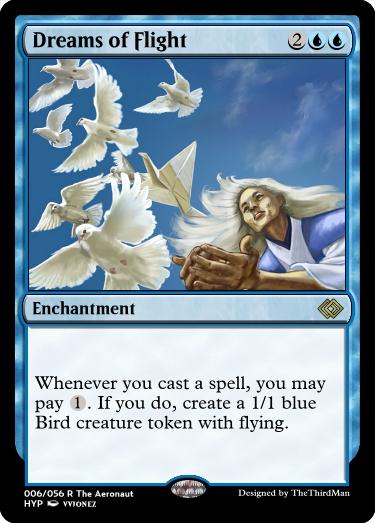 Dreams of Flight 2
Enchantment
Whenever you cast a spell, you may
pay 1. If you do, create a 1/1 blue
Bird creature token with flying.
006/056 R The Aeronaut
HYP VVIONEZ
Designed by TheThirdMan